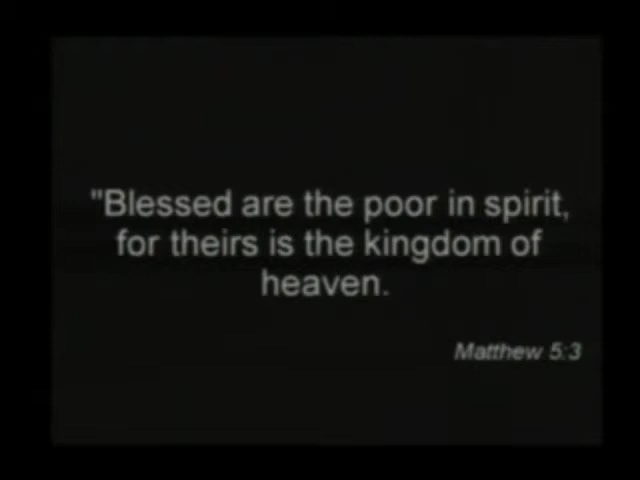 "Blessed are the poor in spirit,
for theirs is the kingdom of
heaven.
Matthew 5:3